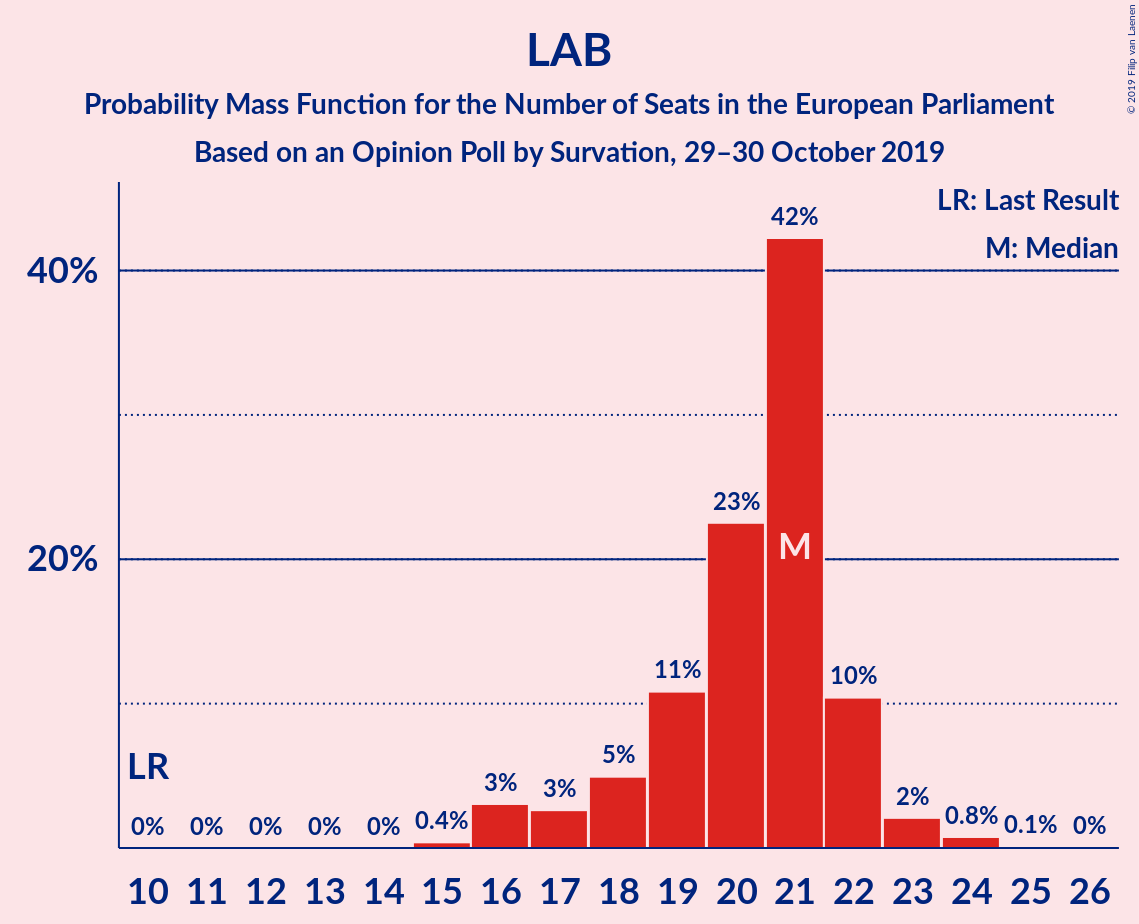 LAB
Probability Mass Function for the Number of Seats in the European Parliament
Based on an Opinion Poll by Survation, 29–30 October 2019
© 2019 Filip van Laenen
LR: Last Result
M: Median
40%
20%
LR
M
0% 0% 0% 0% 0% 0.4% 3% 3% 5% 11% 23% 42% 10% 2% 0.8% 0.1% 0%
10 11 12 13 14 15 16 17 18 19 20 21 22 23 24 25 26